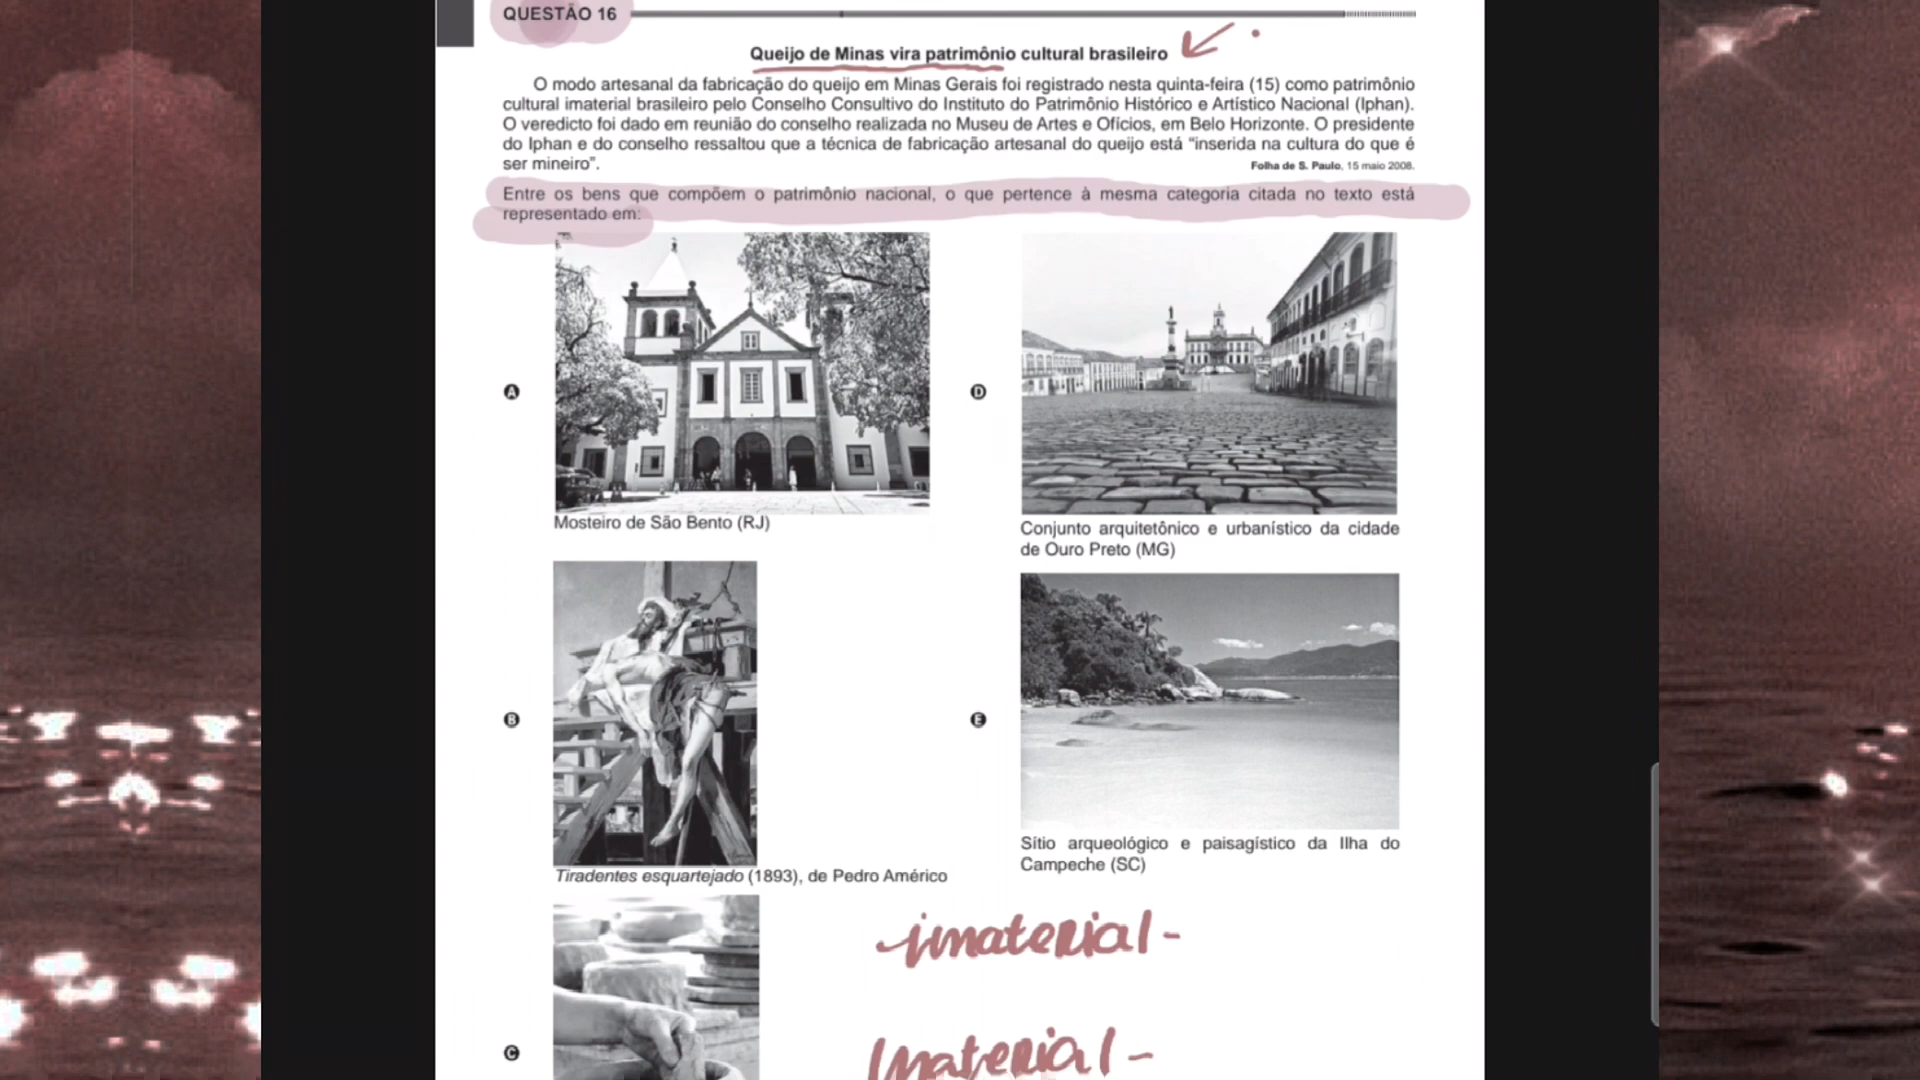 QUESTÃO 16
Queijo de Minas vira patrimônio cultural brasileiro
O modo artesanal da fabricação do queijo em Minas Gerais foi registrado nesta quinta-feira (15) como patrimônio
cultural imaterial brasileiro pelo Conselho Consultivo do Instituto do Patrimônio Histórico e Artístico Nacional (Iphan).
O veredicto foi dado em reunião do conselho realizada no Museu de Artes e Ofícios, em Belo Horizonte. O presidente
do Iphan e do conselho ressaltou que a técnica de fabricação artesanal do queijo está “inserida na cultura do que é
ser mineiro”.
Folha de S. Paulo, 15 maio 2008.
Entre os bens que compõem o patrimônio nacional, o que pertence à mesma categoria citada no texto está
representado em:
A
Mosteiro de São Bento (RJ)
B
Tiradentes esquartejado (1893), de Pedro Américo
C
D
Conjunto arquitetônico e urbanístico da cidade
de Ouro Preto (MG)
E
Sítio arqueológico e paisagístico da Ilha do
Campeche (SC)
imaterial -
material -